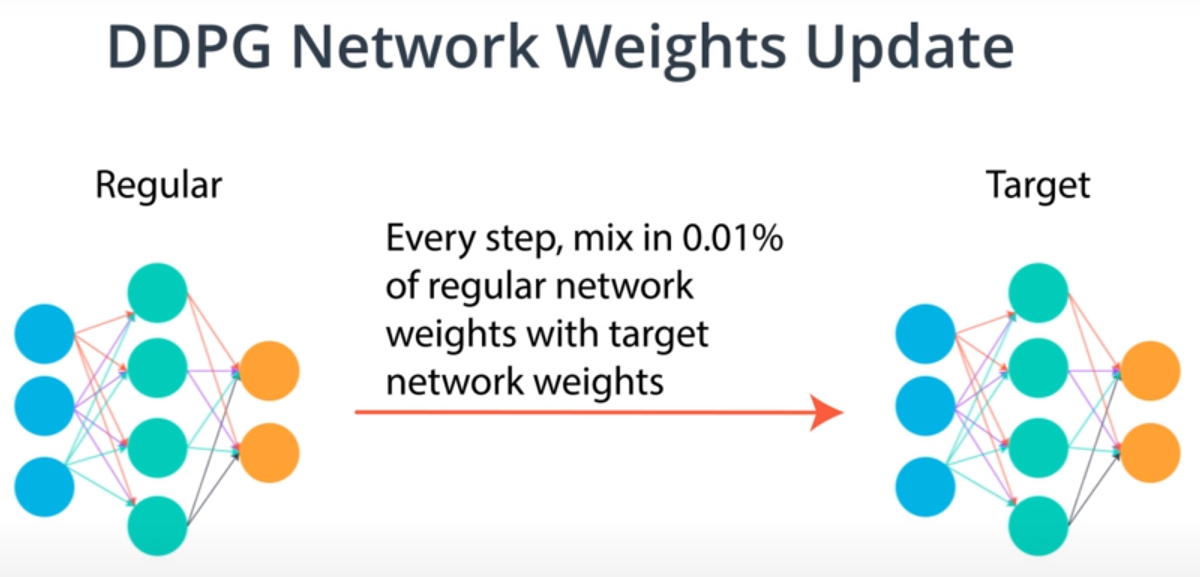 DDPG Network Weights Update
Regular
Target
Every step, mix in 0.01%
of regular network
weights with target
network weights